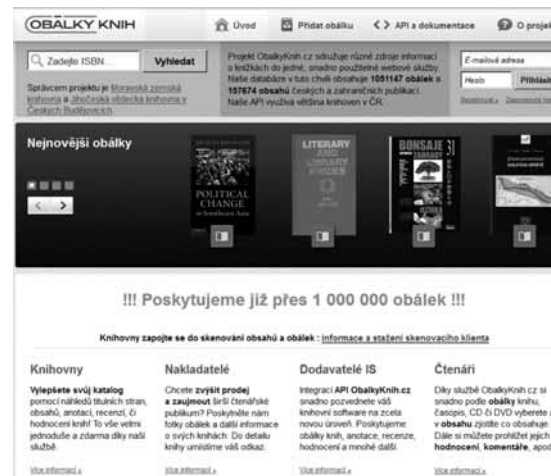 OBÁLKY KNIH
Úvod
Přidat obálku
API a dokumentace
O projektu
Zadejte ISBN...
Vyhledat
Správcem projektu je Moravská zemská
knihovna a Jihočeská vědecká knihovna v
Českých Budějovicích.
Projekt ObalkyKnih.cz sdružuje různé zdroje informací
o knížkách do jedné, snadno použitelné webové služby.
Naše databáze v tuto chvíli obsahuje 1051147 obálek a
157674 obsahů českých a zahraničních publikací.
Naše API využívá většina knihoven v ČR.
E-mailová adresa
Heslo
Nejnovější obálky
POLITICAL
CHANGE
in Southeast Asia
LITERARY
AND
LIBRARY
PRIZES
BONSAJE
ZÁHRADY
!!! Poskytujeme již přes 1 000 000 obálek !!!
Knihovny zapojte se do skenování obsahů a obálek : informace a stažení skenovacího klienta
Knihovny
Vylepšete svůj katalog
pomocí náhledů titulních stran,
obsahů, anotací, recenzí, či
hodnocení knih! To vše velmi
jednoduše a zdarma díky naší
službě.
Více informací »
Nakladatelé
Chcete zvýšit prodej
a zaujmout širší čtenářské
publikum? Poskytněte nám
fotky obálek a další informace
o svých knihách. Do detailu
knihy umístíme váš odkaz.
Více informací »
Dodavatelé IS
Integrací API ObalkyKnih.cz
snadno pozvednete váš
knihovní software na zcela
novou úroveň. Poskytujeme
obálky knih, anotace, recenze,
hodnocení a mnohé další.
Více informací »
Čtenáři
Díky službě ObalkyKnih.cz si
snadno podle obálky knihu,
časopis, CD či DVD vyberete
v obsahu zjistíte co obsahuje.
Dále si můžete prohlížet jejich
hodnocení, komentáře, apod.